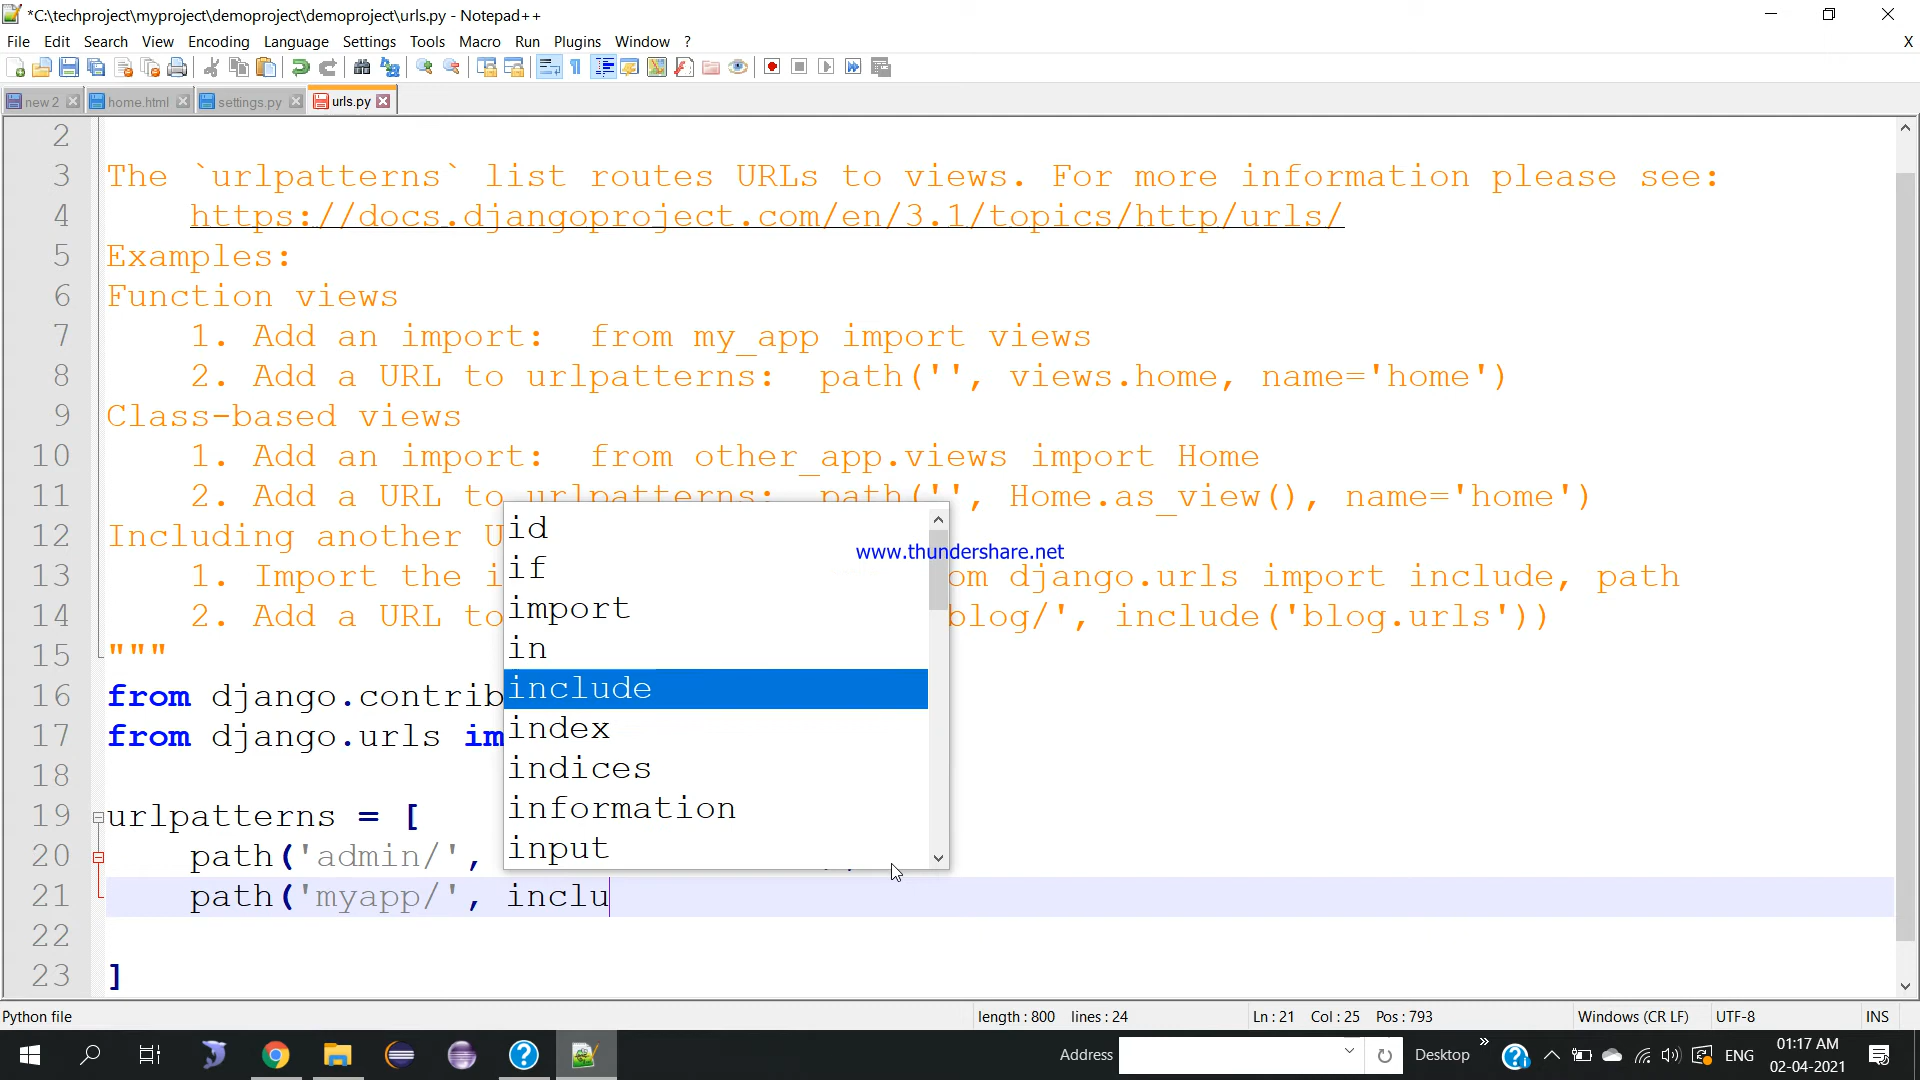 *C:\techproject\myproject\demoproject\demoproject\urls.py - Notepad++
File Edit Search View Encoding Language Settings Tools Macro Run Plugins Window ?
X
new 2 home.html settings.py urls.py
2
3 The `urlpatterns` list routes URLs to views. For more information please see:
4 https://docs.djangoproject.com/en/3.1/topics/http/urls/
5 Examples:
6 Function views
7 1. Add an import: from my_app import views
8 2. Add a URL to urlpatterns: path('', views.home, name='home')
9 Class-based views
10 1. Add an import: from other_app.views import Home
11 2. Add a URL to urlpatterns: path('', Home.as_view(), name='home')
12 Including another U
13 1. Import the i om django.urls import include, path
14 2. Add a URL to blog/', include('blog.urls'))
15 """
16 from django.contrib
17 from django.urls im
18
19 urlpatterns = [
20 path('admin/',
21 path('myapp/', inclu
22
23 ]
id
if
import
in
include
index
indices
information
input
www.thundershare.net
Python file length : 800 lines : 24 Ln : 21 Col : 25 Pos : 793 Windows (CR LF) UTF-8 INS
Address Desktop » ENG 01:17 AM
02-04-2021